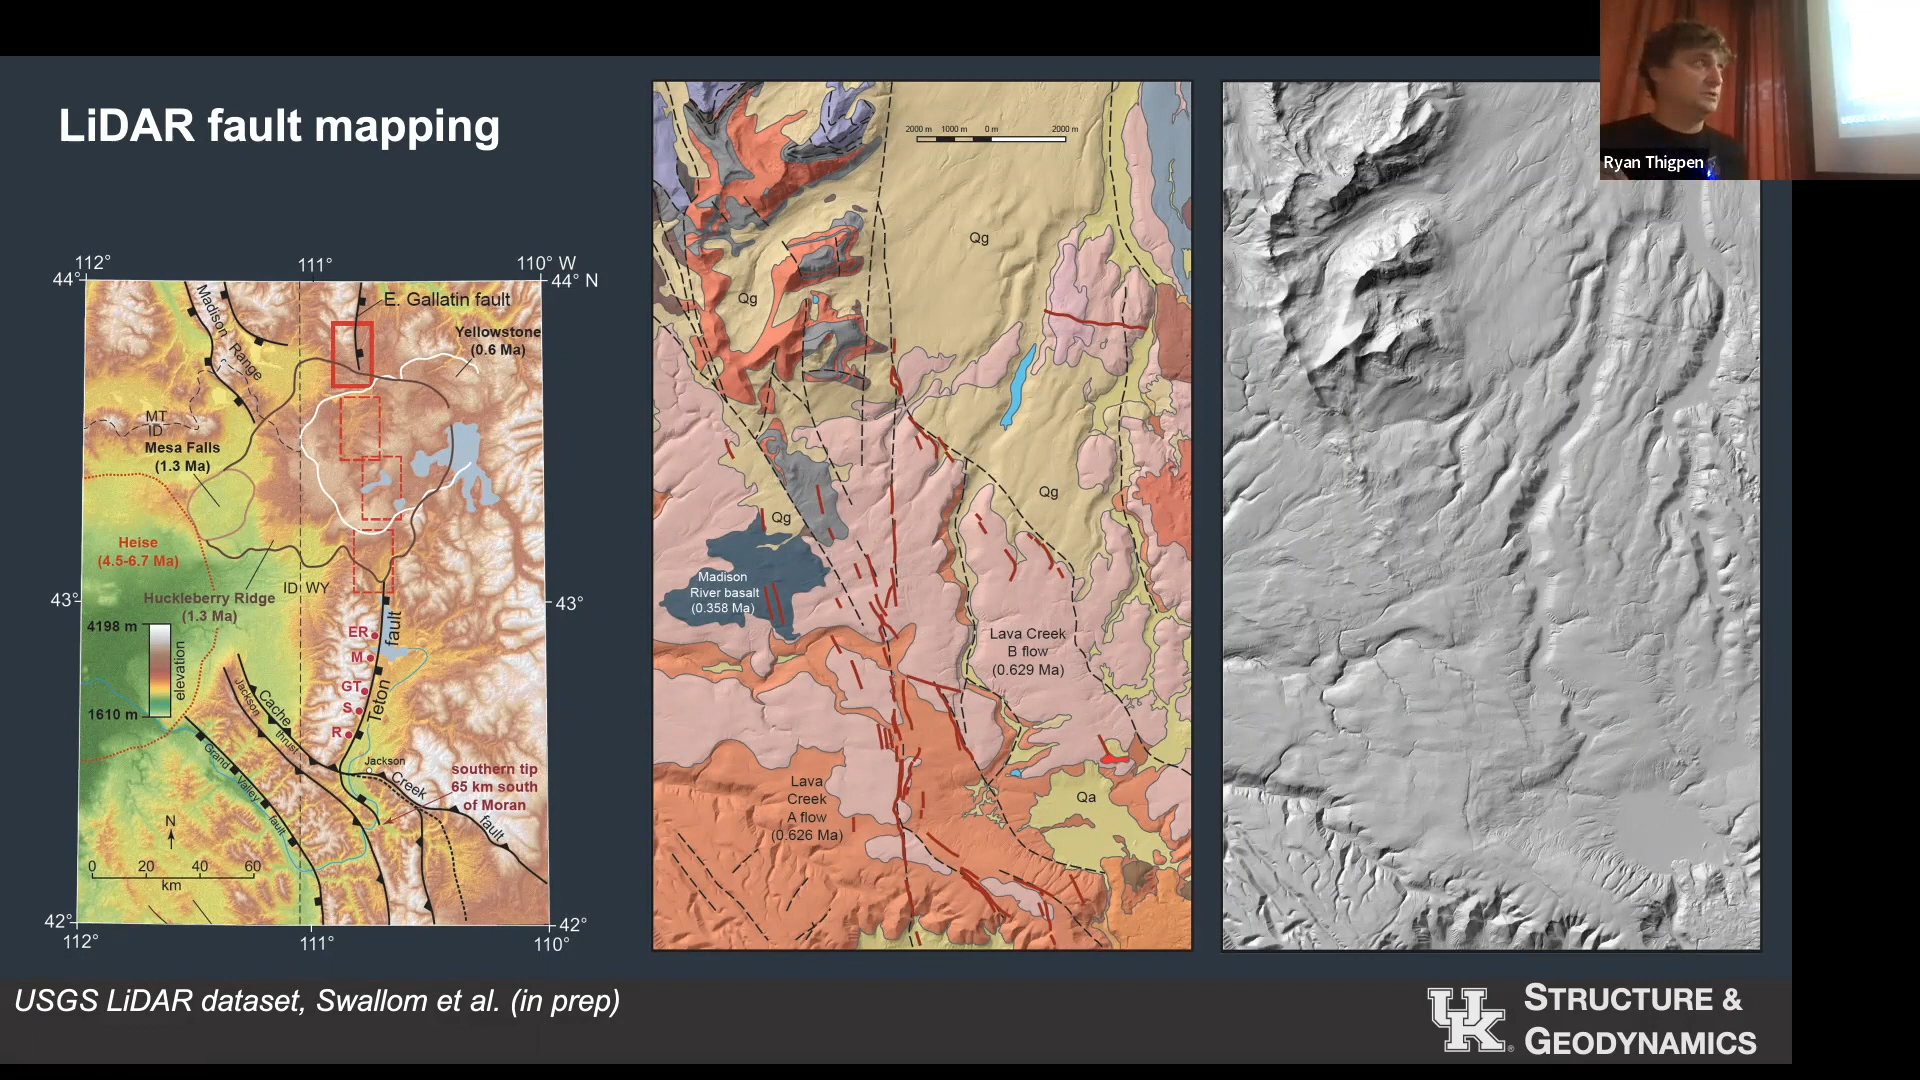 LiDAR fault mapping
112°
111°
110° W
44°
44° N
E. Gallatin fault
Madison Range
Yellowstone
(0.6 Ma)
MT
ID
Mesa Falls
(1.3 Ma)
Heise
(4.5-6.7 Ma)
ID WY
Huckleberry Ridge
(1.3 Ma)
43°
43°
4198 m
elevation
1610 m
ER
M
GT
S
R
Teton fault
Jackson
Cache
thrust
Jackson
Creek
fault
Grand Valley fault
southern tip
65 km south
of Moran
N
0 20 40 60
km
42°
42°
112°
111°
110°
2000 m 1000 m 0 m 2000 m
Qg
Qg
Qg
Qg
Madison
River basalt
(0.358 Ma)
Lava Creek
B flow
(0.629 Ma)
Lava
Creek
A flow
(0.626 Ma)
Qa
Ryan Thigpen
USGS LiDAR dataset, Swallom et al. (in prep)
UK
STRUCTURE &
GEODYNAMICS